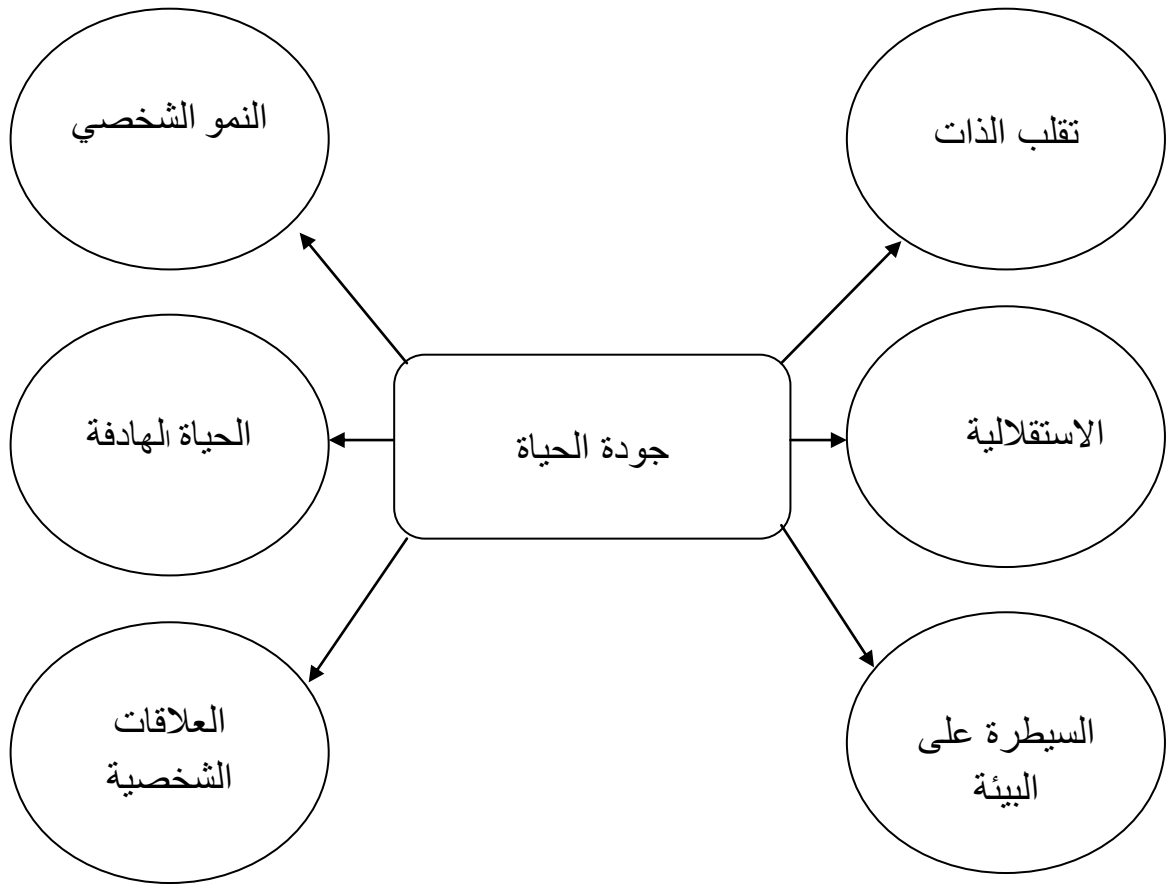 تقلب الذات
النمو الشخصي
الاستقلالية
جودة الحياة
الحياة الهادفة
السيطرة على
البيئة
العلاقات
الشخصية